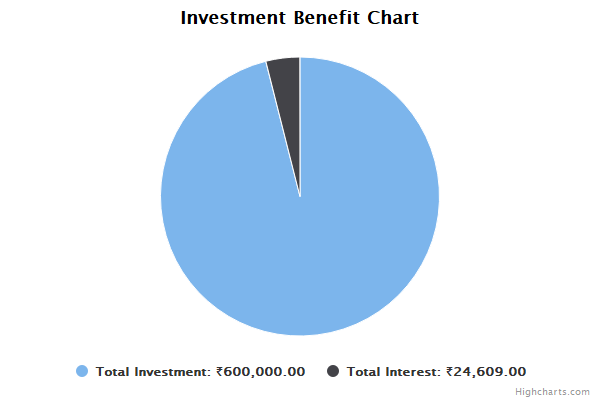 Investment Benefit Chart
Total Investment: ₹600,000.00 Total Interest: ₹24,609.00
Highcharts.com